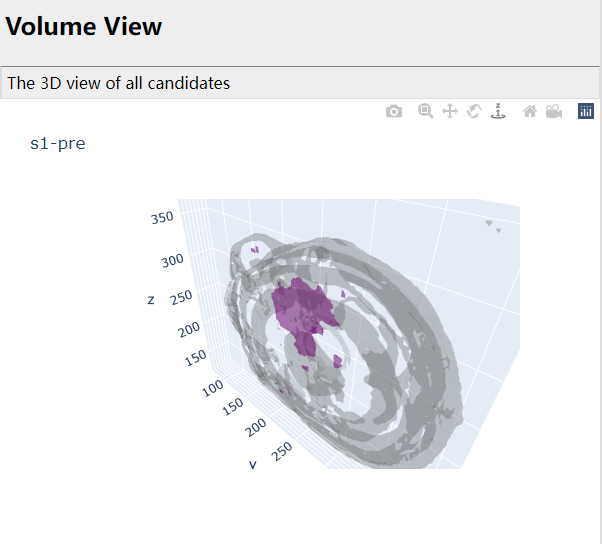 Volume View
The 3D view of all candidates
z
s1-pre
350
300
z
250
200
150
100
150
200
250
y